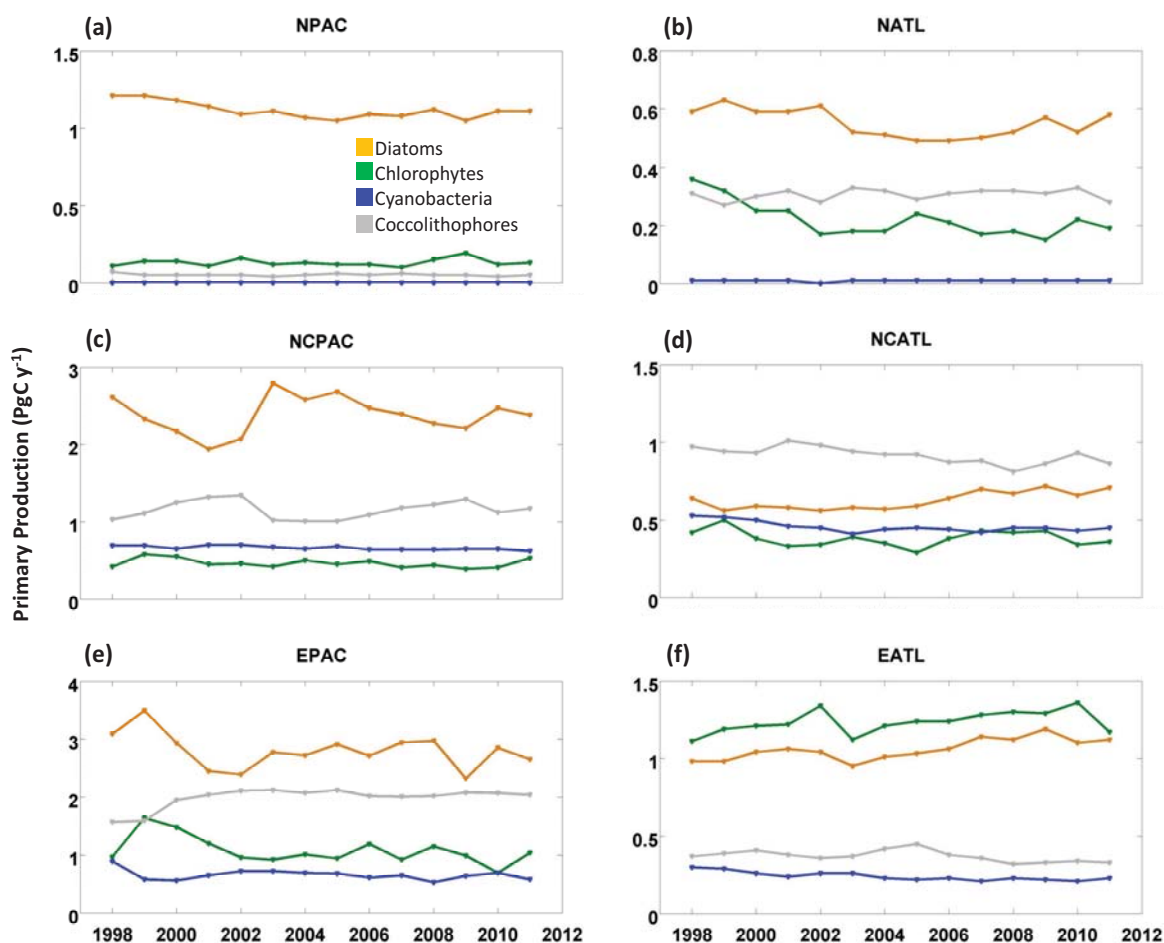 (a)
NPAC
1.5
1
0.5
0
Diatoms
Chlorophytes
Cyanobacteria
Coccolithophores
(b)
NATL
0.8
0.6
0.4
0.2
0
(c)
NCPAC
3
2
1
0
(d)
NCATL
1.5
1
0.5
0
Primary Production (PgC y⁻¹)
(e)
EPAC
4
3
2
1
0
1998 2000 2002 2004 2006 2008 2010 2012
(f)
EATL
1.5
1
0.5
0
1998 2000 2002 2004 2006 2008 2010 2012